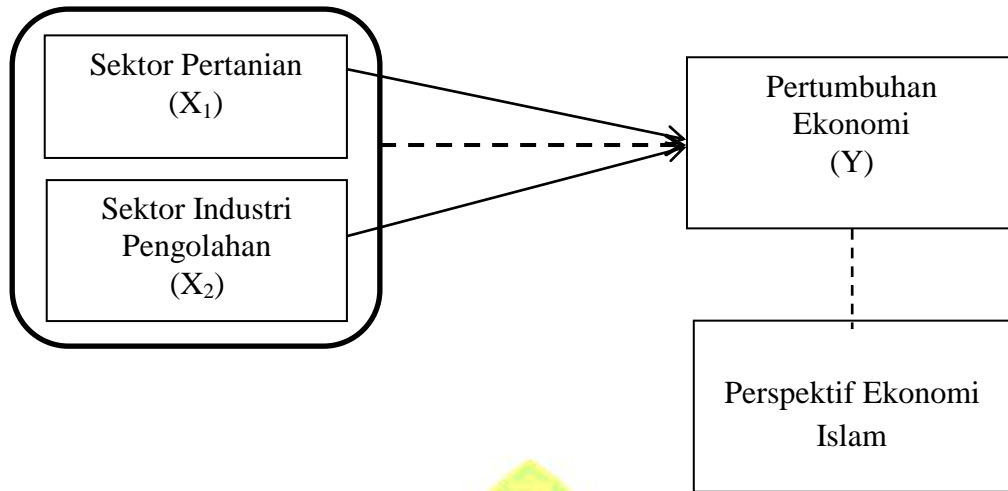 Sektor Pertanian
(X₁)
Sektor Industri
Pengolahan
(X₂)
Pertumbuhan
Ekonomi
(Y)
Perspektif Ekonomi
Islam